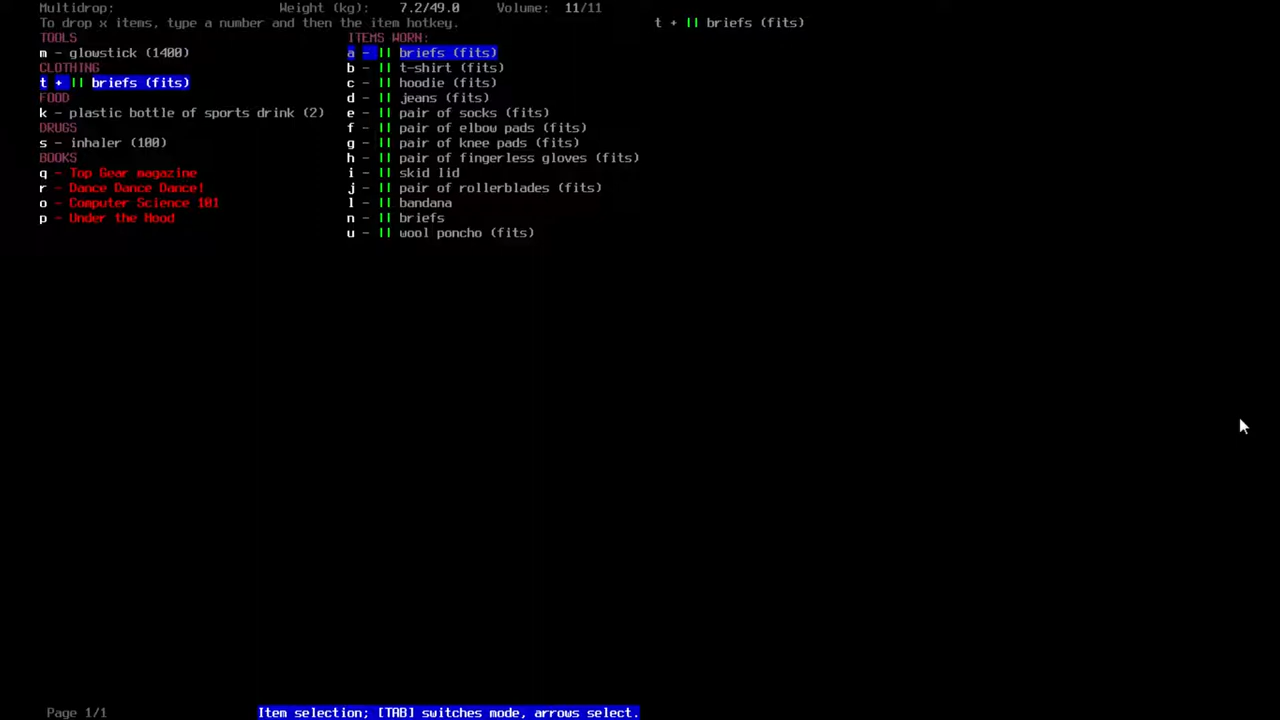 Multidrop: Weight (kg): 7.2/49.0 Volume: 11/11
To drop x items, type a number and then the item hotkey. t + || briefs (fits)
TOOLS
m - glowstick (1400)
CLOTHING
t + || briefs (fits)
FOOD
k - plastic bottle of sports drink (2)
DRUGS
s - inhaler (100)
BOOKS
q - Top Gear magazine
r - Dance Dance Dance!
o - Computer Science 101
p - Under the Hood
ITEMS WORN:
a - || briefs (fits)
b - || t-shirt (fits)
c - || hoodie (fits)
d - || jeans (fits)
e - || pair of socks (fits)
f - || pair of elbow pads (fits)
g - || pair of knee pads (fits)
h - || pair of fingerless gloves (fits)
i - || skid lid
j - || pair of rollerblades (fits)
l - || bandana
n - || briefs
u - || wool poncho (fits)
Page 1/1 Item selection; [TAB] switches mode, arrows select.